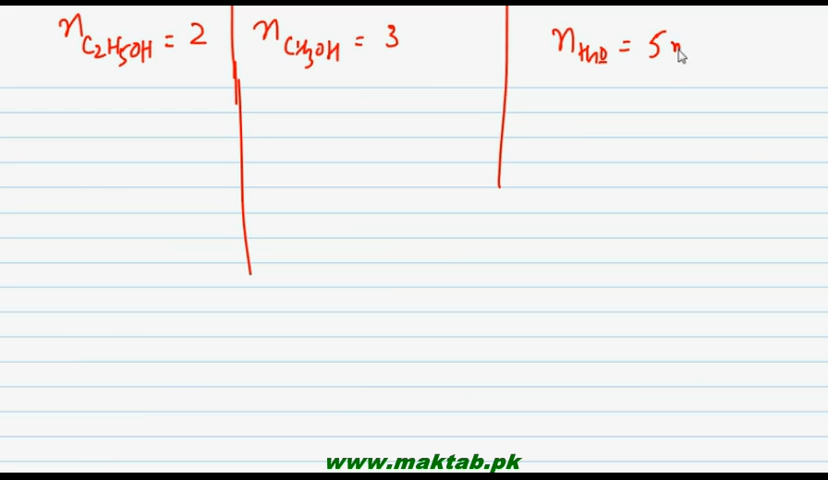 n C2H5OH = 2
n CH3OH = 3
n H2O = 5
www.maktab.pk